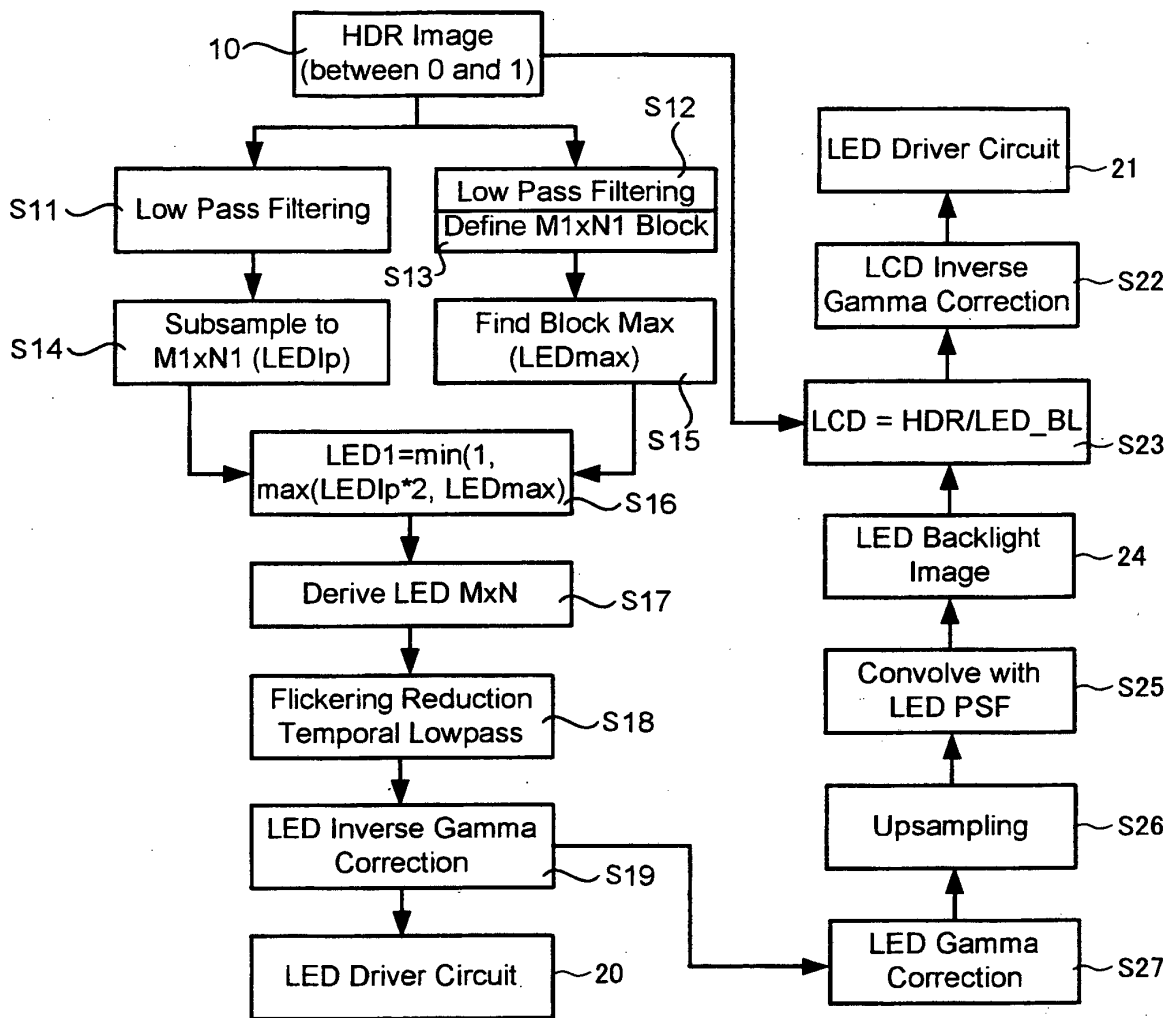 10
HDR Image
(between 0 and 1)
S11
Low Pass Filtering
S12
Low Pass Filtering
Define M1xN1 Block
S13
S14
Subsample to
M1xN1 (LEDlp)
Find Block Max
(LEDmax)
S15
LED1=min(1,
max(LEDlp*2, LEDmax)
S16
Derive LED MxN
S17
Flickering Reduction
Temporal Lowpass
S18
LED Inverse Gamma
Correction
S19
LED Driver Circuit
20
LED Driver Circuit
21
LCD Inverse
Gamma Correction
S22
LCD = HDR/LED_BL
S23
LED Backlight
Image
24
Convolve with
LED PSF
S25
Upsampling
S26
LED Gamma
Correction
S27